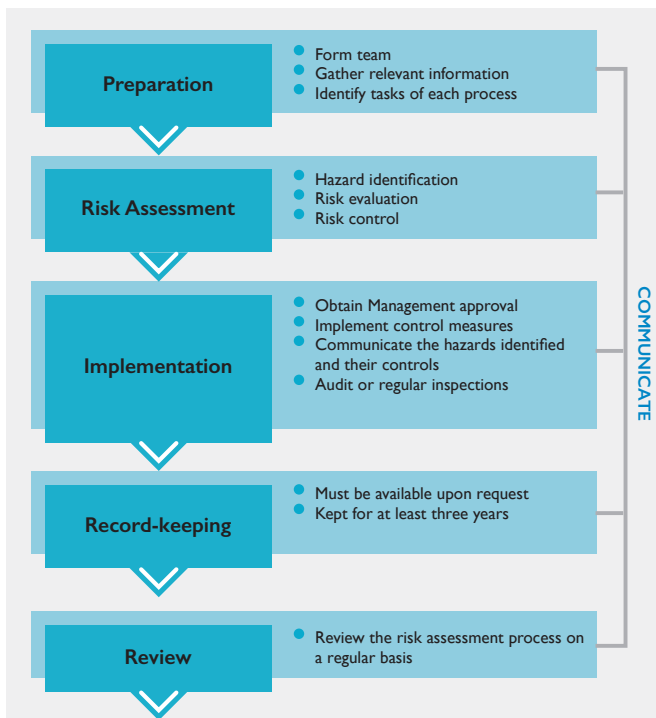 Preparation
Form team
Gather relevant information
Identify tasks of each process
Risk Assessment
Hazard identification
Risk evaluation
Risk control
Implementation
Obtain Management approval
Implement control measures
Communicate the hazards identified
and their controls
Audit or regular inspections
Record-keeping
Must be available upon request
Kept for at least three years
Review
Review the risk assessment process on
a regular basis
COMMUNICATE